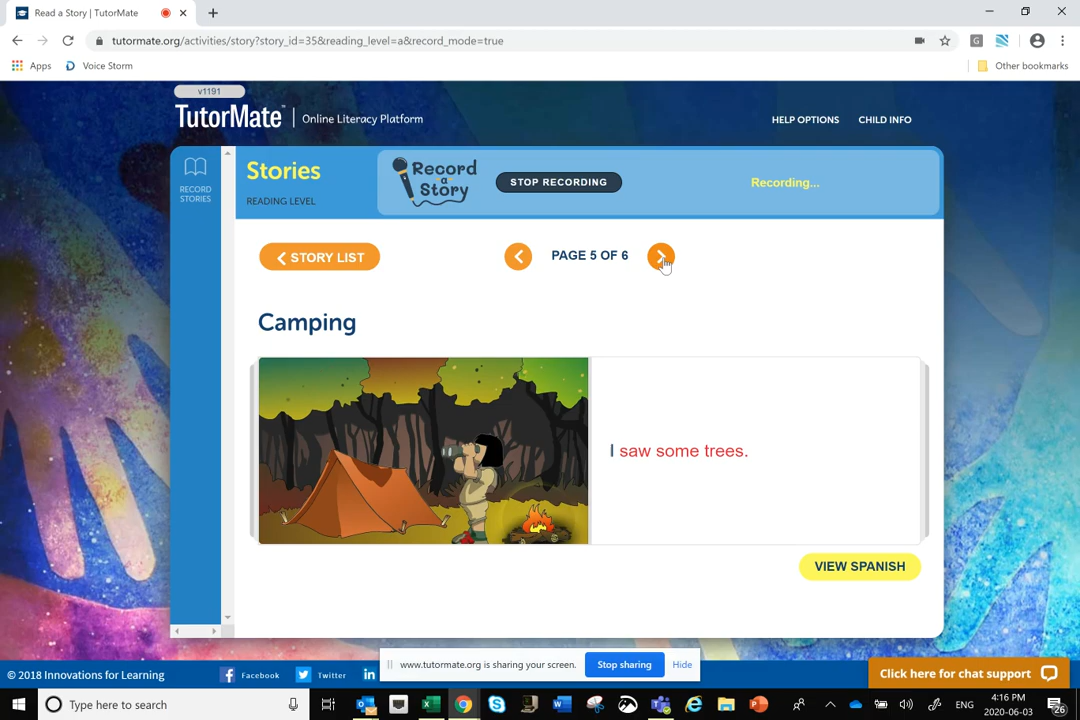 Read a Story | TutorMate
tutormate.org/activities/story?story_id=35&reading_level=a&record_mode=true
Apps
Voice Storm
Other bookmarks
v1191
TutorMate™ | Online Literacy Platform
HELP OPTIONS
CHILD INFO
RECORD
STORIES
Stories
READING LEVEL
Record
a
Story
STOP RECORDING
Recording...
STORY LIST
PAGE 5 OF 6
Camping
I saw some trees.
VIEW SPANISH
www.tutormate.org is sharing your screen.
Stop sharing
Hide
© 2018 Innovations for Learning
Facebook
Twitter
Click here for chat support
Type here to search
ENG
4:16 PM
2020-06-03
26